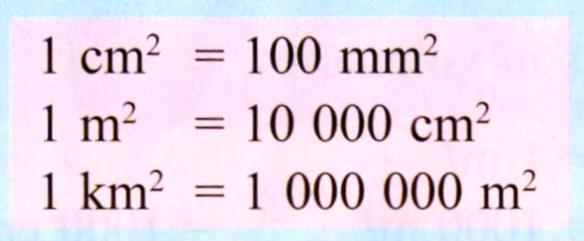 1 cm² = 100 mm²
1 m² = 10 000 cm²
1 km² = 1 000 000 m²